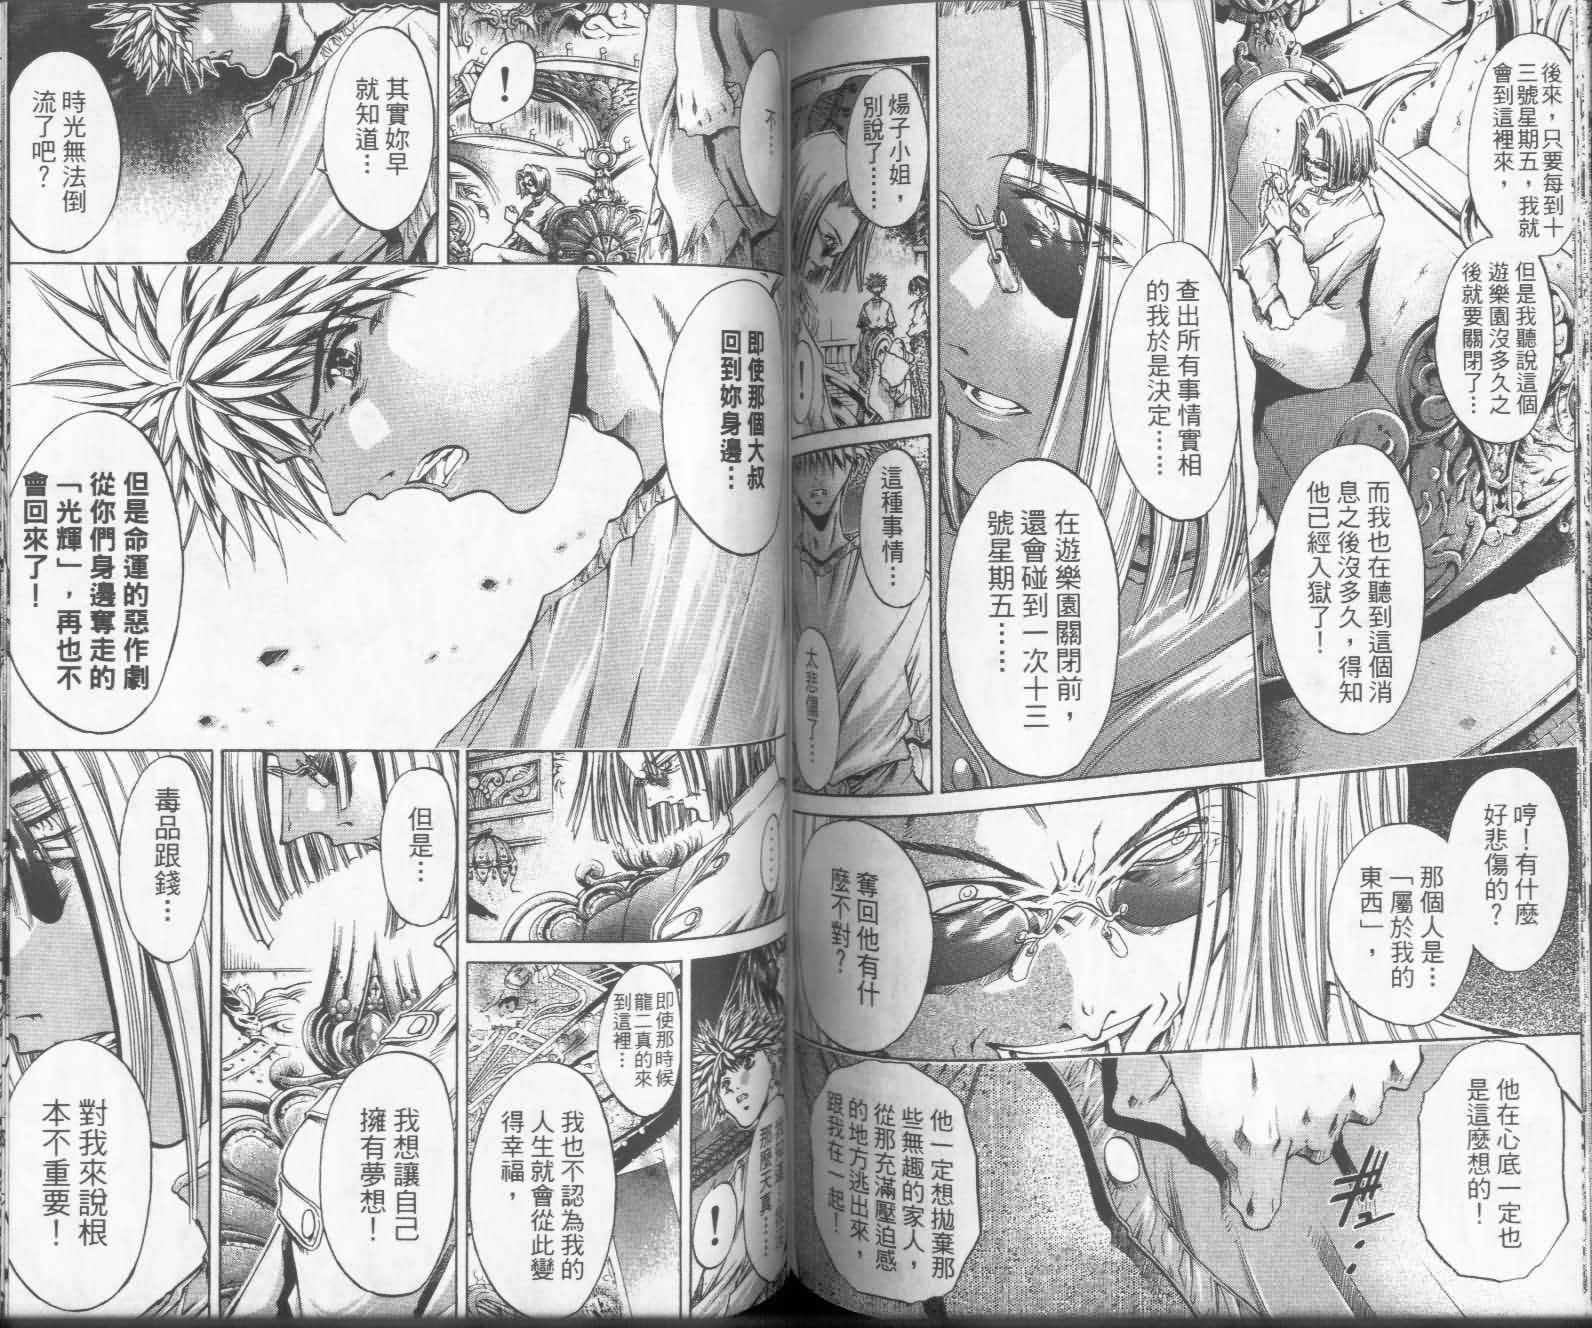 後來，只要每到十
三號星期五，我就
會到這裡來，
但是我聽說這個
遊樂園沒多久之
後就要關閉了…
而我也在聽到這個消
息之後沒多久，得知
他已經入獄了！
查出所有事情實相
的我於是決定……
在遊樂園關閉前，
還會碰到一次十三
號星期五……
煬子小姐，
別說了……
！
這種事情…
太悲傷了…
哼！有什麼
好悲傷的？
那個人是…
「屬於我的
東西」，
奪回他有什
麼不對？
他在心底一定也
是這麼想的！
他一定想拋棄那
些無趣的家人，
從那充滿壓迫感
的地方逃出來，
跟我在一起！
不…
！
其實妳早
就知道…
時光無法倒
流了吧？
即使那個大叔
回到妳身邊…
但是命運的惡作劇
從你們身邊奪走的
「光輝」，再也不
會回來了！
……
但是…
毒品跟錢…
那麼天真……
！
即使那時候
龍二真的來
到這裡…
我也不認為我的
人生就會從此變
得幸福，
我想讓自己
擁有夢想！
對我來說根
本不重要！